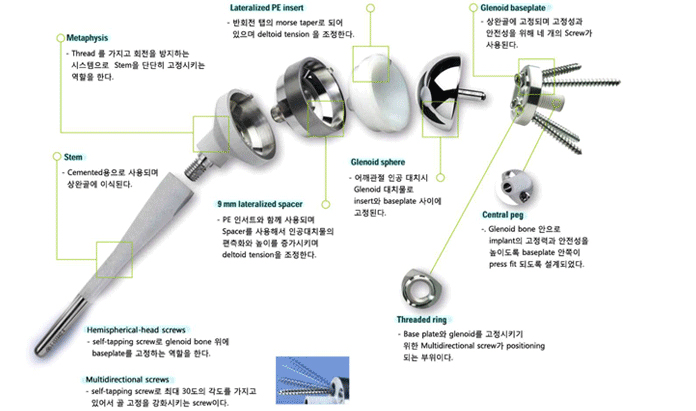 Lateralized PE insert
- 반회전 탭의 morse taper로 되어
있으며 deltoid tension 을 조정한다.
Glenoid baseplate
- 상완골에 고정되며 고정성과
안전성을 위해 네 개의 Screw가
사용된다.
Metaphysis
- Thread 를 가지고 회전을 방지하는
시스템으로 Stem을 단단히 고정시키는
역할을 한다.
Stem
- Cemented용으로 사용되며
상완골에 이식된다.
9 mm lateralized spacer
- PE 인서트와 함께 사용되며
Spacer를 사용해서 인공대치물의
편측화와 높이를 증가시키며
deltoid tension을 조정한다.
Glenoid sphere
- 어깨관절 인공 대치시
Glenoid 대치물로
insert와 baseplate 사이에
고정된다.
Central peg
-. Glenoid bone 안으로
implant의 고정력과 안전성을
높이도록 baseplate 안쪽이
press fit 되도록 설계되었다.
Threaded ring
- Base plate와 glenoid를 고정시키기
위한 Multidirectional screw가 positioning
되는 부위이다.
Hemispherical-head screws
- self-tapping screw로 glenoid bone 위에
baseplate를 고정하는 역할을 한다.
Multidirectional screws
- self-tapping screw로 최대 30도의 각도를 가지고
있어서 골 고정을 강화시키는 screw이다.